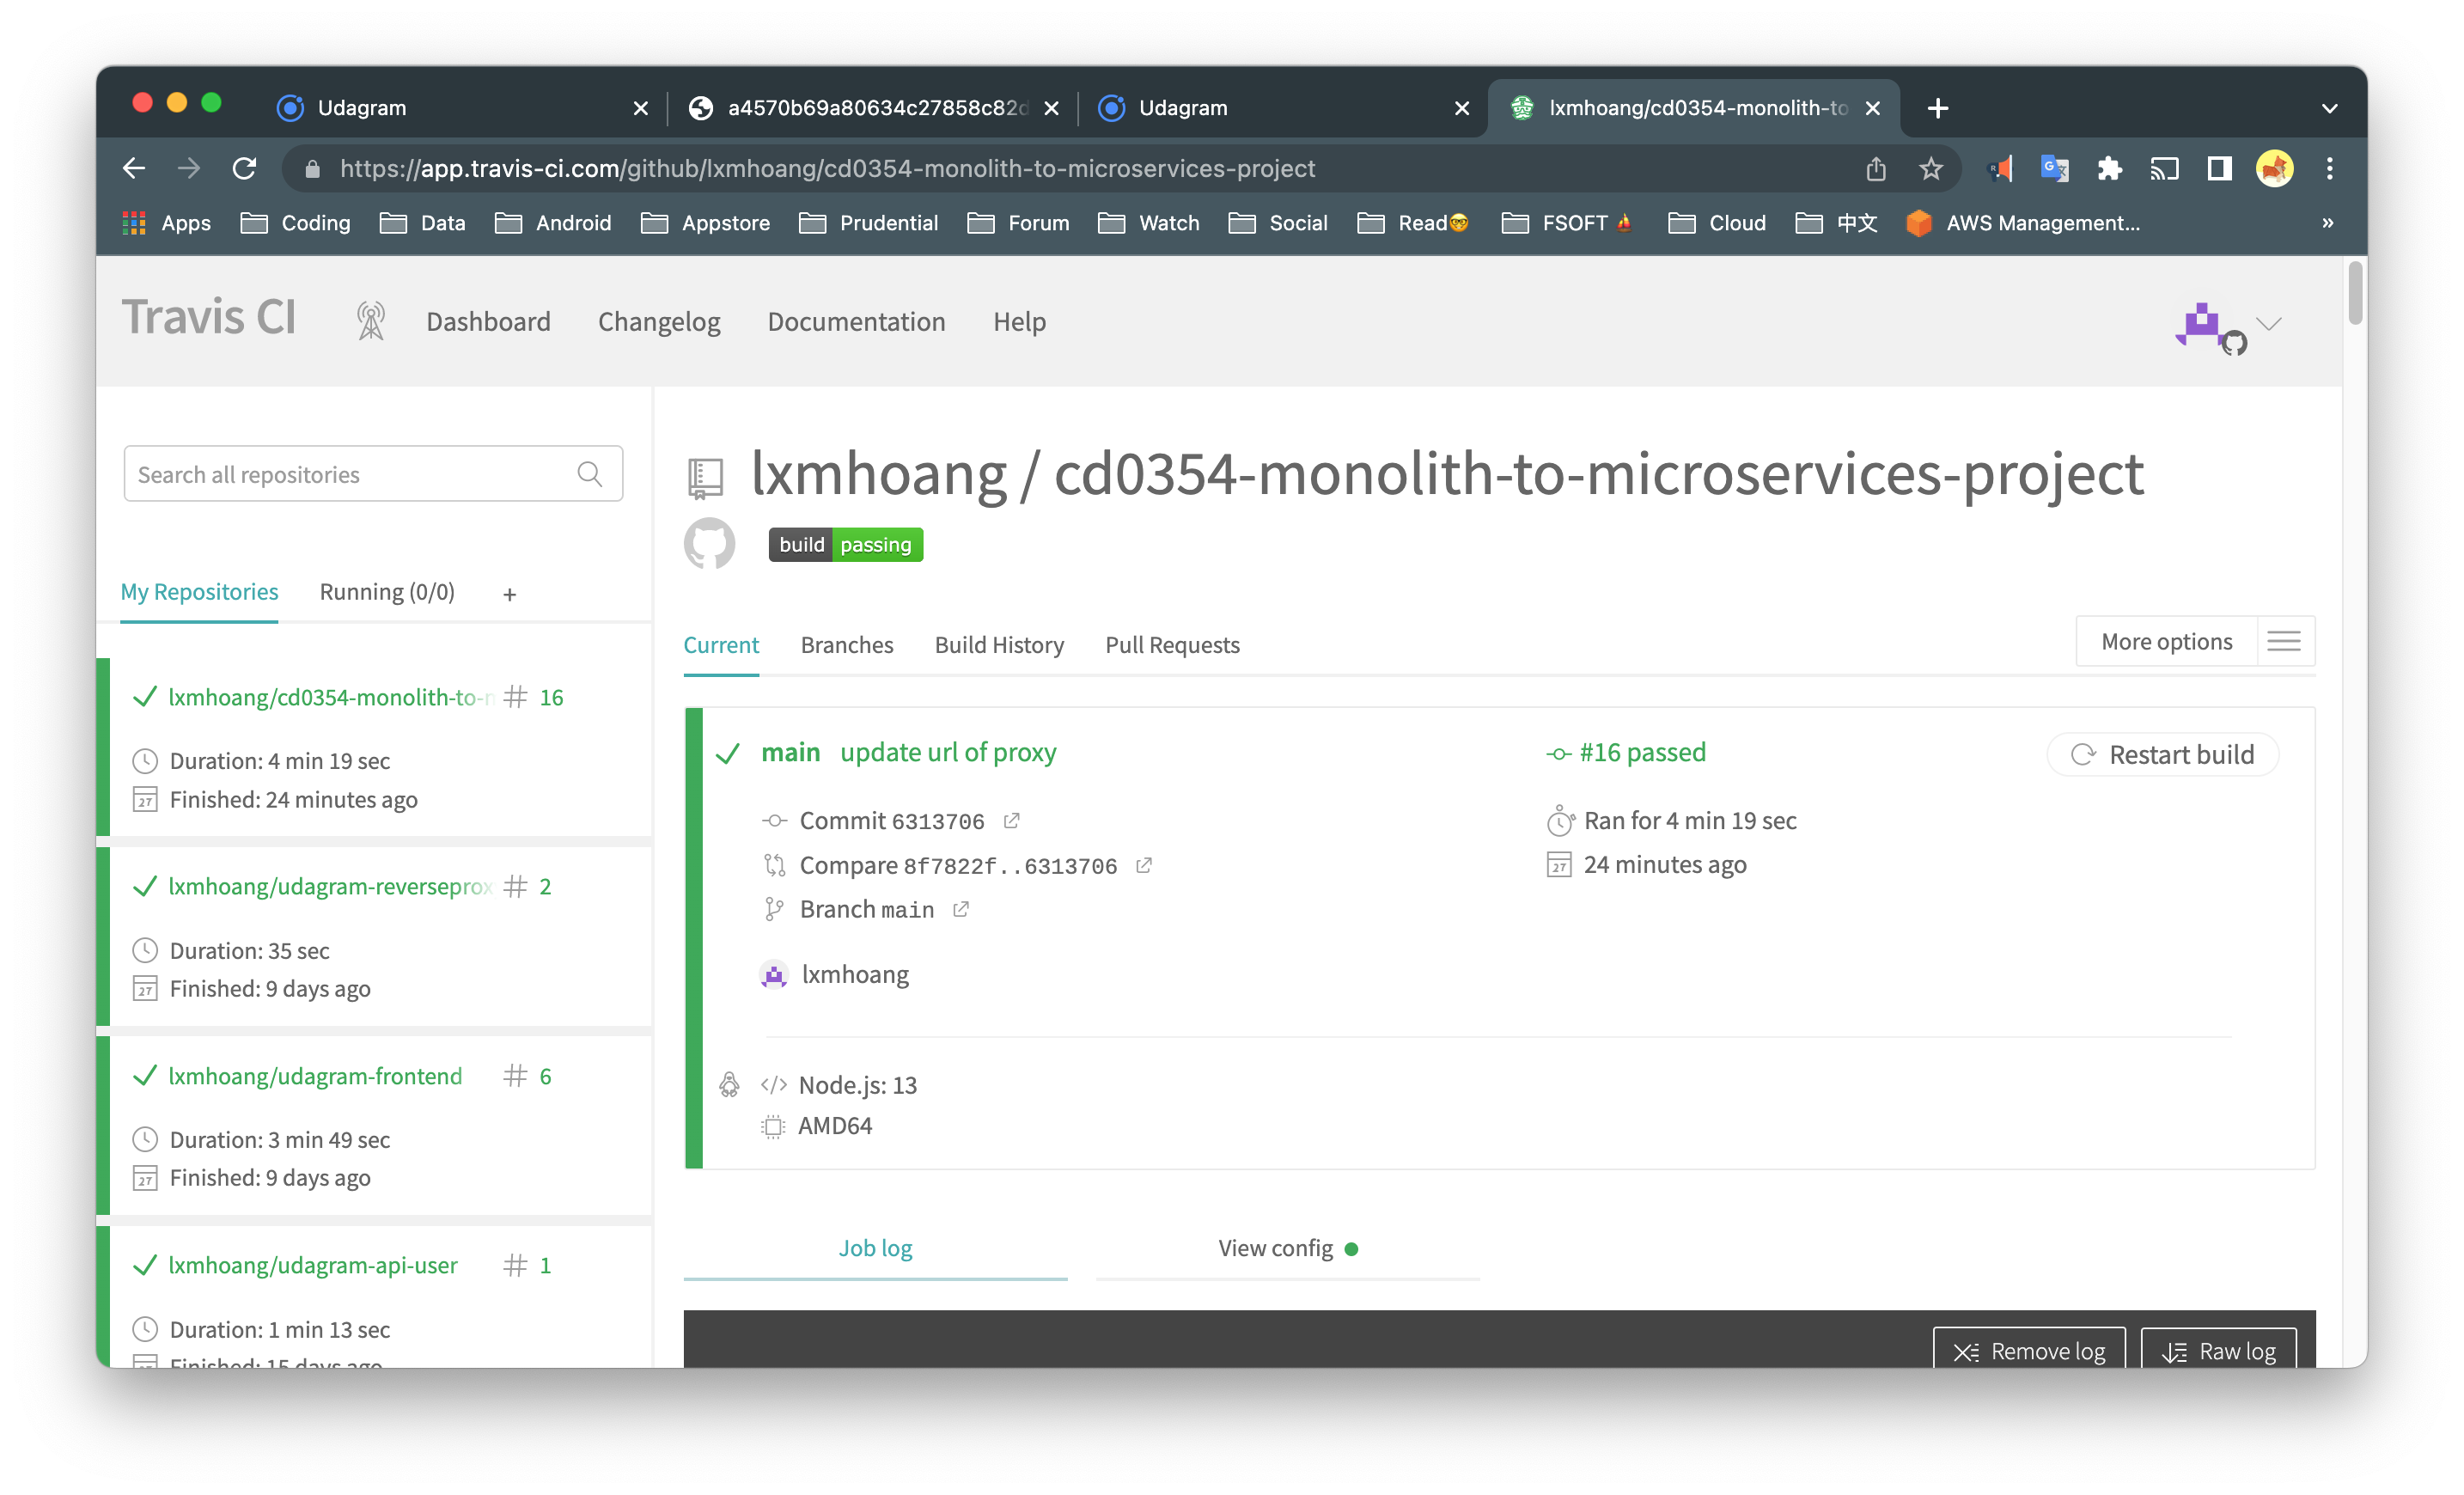 Udagram
a4570b69a80634c27858c82d
Udagram
lxmhoang/cd0354-monolith-to
https://app.travis-ci.com/github/lxmhoang/cd0354-monolith-to-microservices-project
Apps
Coding
Data
Android
Appstore
Prudential
Forum
Watch
Social
Read🤓
FSOFT⛵
Cloud
中文
AWS Management...
»
Travis CI
Dashboard
Changelog
Documentation
Help
Search all repositories
My Repositories
Running (0/0)
+
lxmhoang/cd0354-monolith-to-m
# 16
Duration: 4 min 19 sec
Finished: 24 minutes ago
lxmhoang/udagram-reverseprox
# 2
Duration: 35 sec
Finished: 9 days ago
lxmhoang/udagram-frontend
# 6
Duration: 3 min 49 sec
Finished: 9 days ago
lxmhoang/udagram-api-user
# 1
Duration: 1 min 13 sec
Finished: 15 days ago
lxmhoang / cd0354-monolith-to-microservices-project
build passing
Current
Branches
Build History
Pull Requests
More options
main update url of proxy
#16 passed
Restart build
Commit 6313706
Ran for 4 min 19 sec
Compare 8f7822f..6313706
24 minutes ago
Branch main
lxmhoang
</> Node.js: 13
AMD64
Job log
View config
Remove log
Raw log